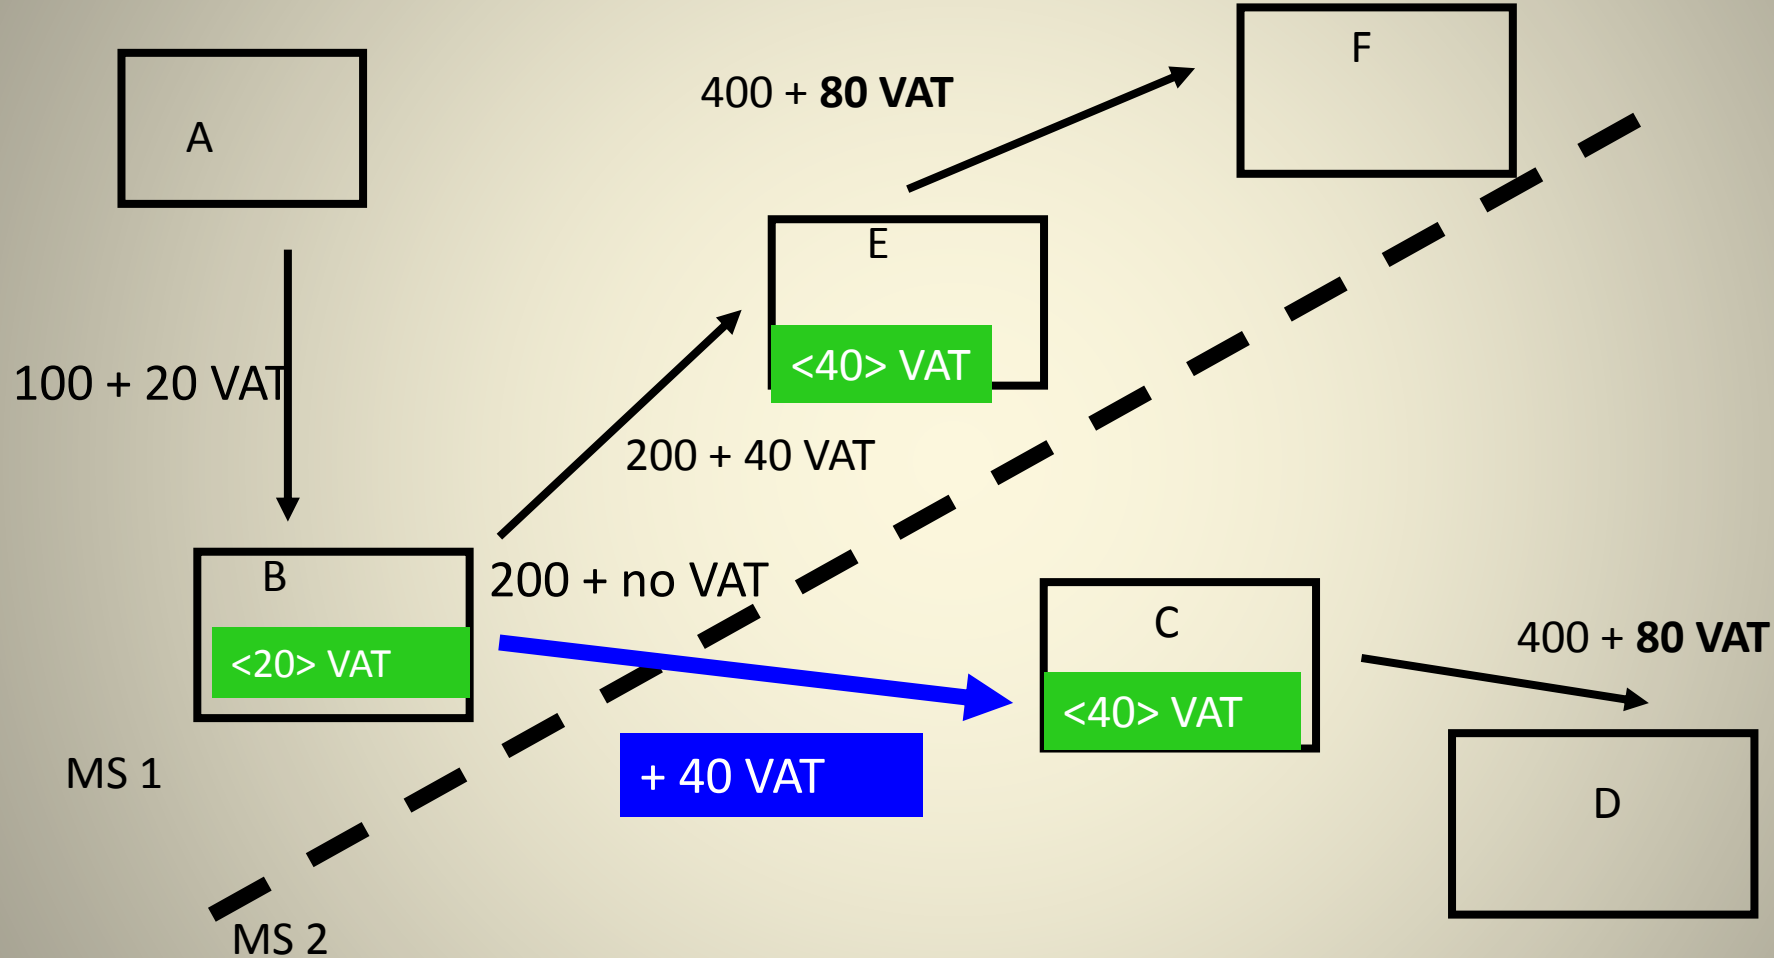 F
400 + 80 VAT
A
E
<40> VAT
100 + 20 VAT
200 + 40 VAT
B
200 + no VAT
<20> VAT
C
400 + 80 VAT
<40> VAT
+ 40 VAT
MS 1
D
MS 2